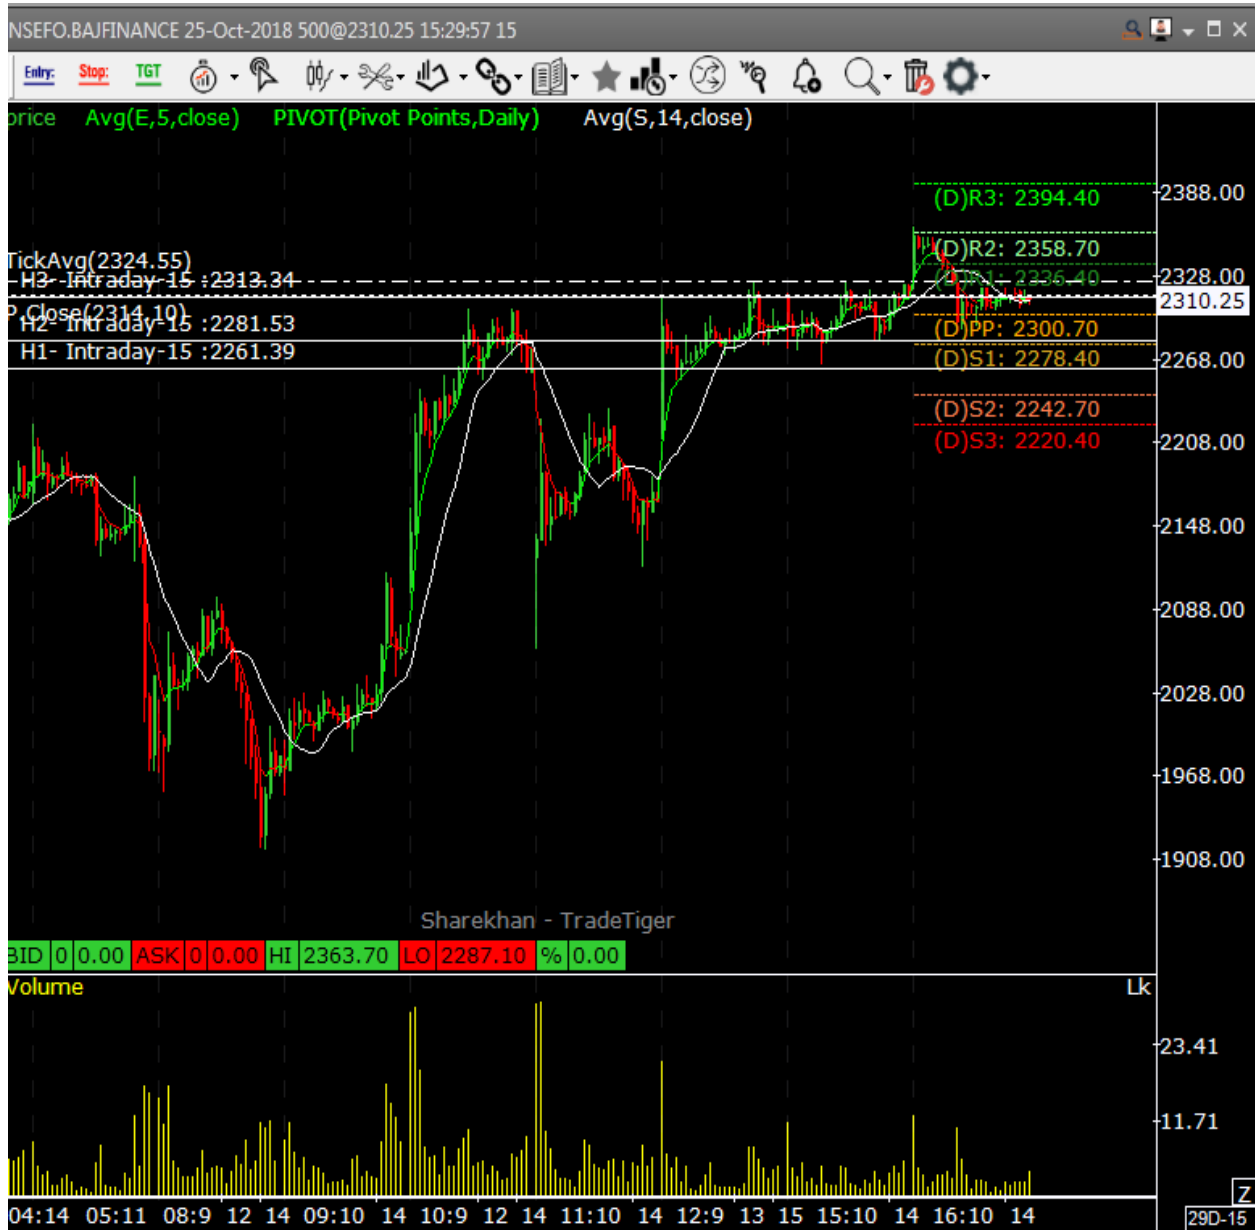 NSEFO.BAJFINANCE 25-Oct-2018 500@2310.25 15:29:57 15
Entry: Stop: TGT
price Avg(E,5,close) PIVOT(Pivot Points,Daily) Avg(S,14,close)
(D)R3: 2394.40
2388.00
(D)R2: 2358.70
TickAvg(2324.55)
H3- Intraday-15 :2313.34
(D)R1: 2336.40
2328.00
2310.25
P.Close(2314.10)
H2- Intraday-15 :2281.53
(D)PP: 2300.70
H1- Intraday-15 :2261.39
(D)S1: 2278.40
2268.00
(D)S2: 2242.70
(D)S3: 2220.40
2208.00
2148.00
2088.00
2028.00
1968.00
1908.00
Sharekhan - TradeTiger
BID 0 0.00 ASK 0 0.00 HI 2363.70 LO 2287.10 % 0.00
Volume Lk
23.41
11.71
Z
04:14 05:11 08:9 12 14 09:10 14 10:9 12 14 11:10 14 12:9 13 15 15:10 14 16:10 14 29D-15